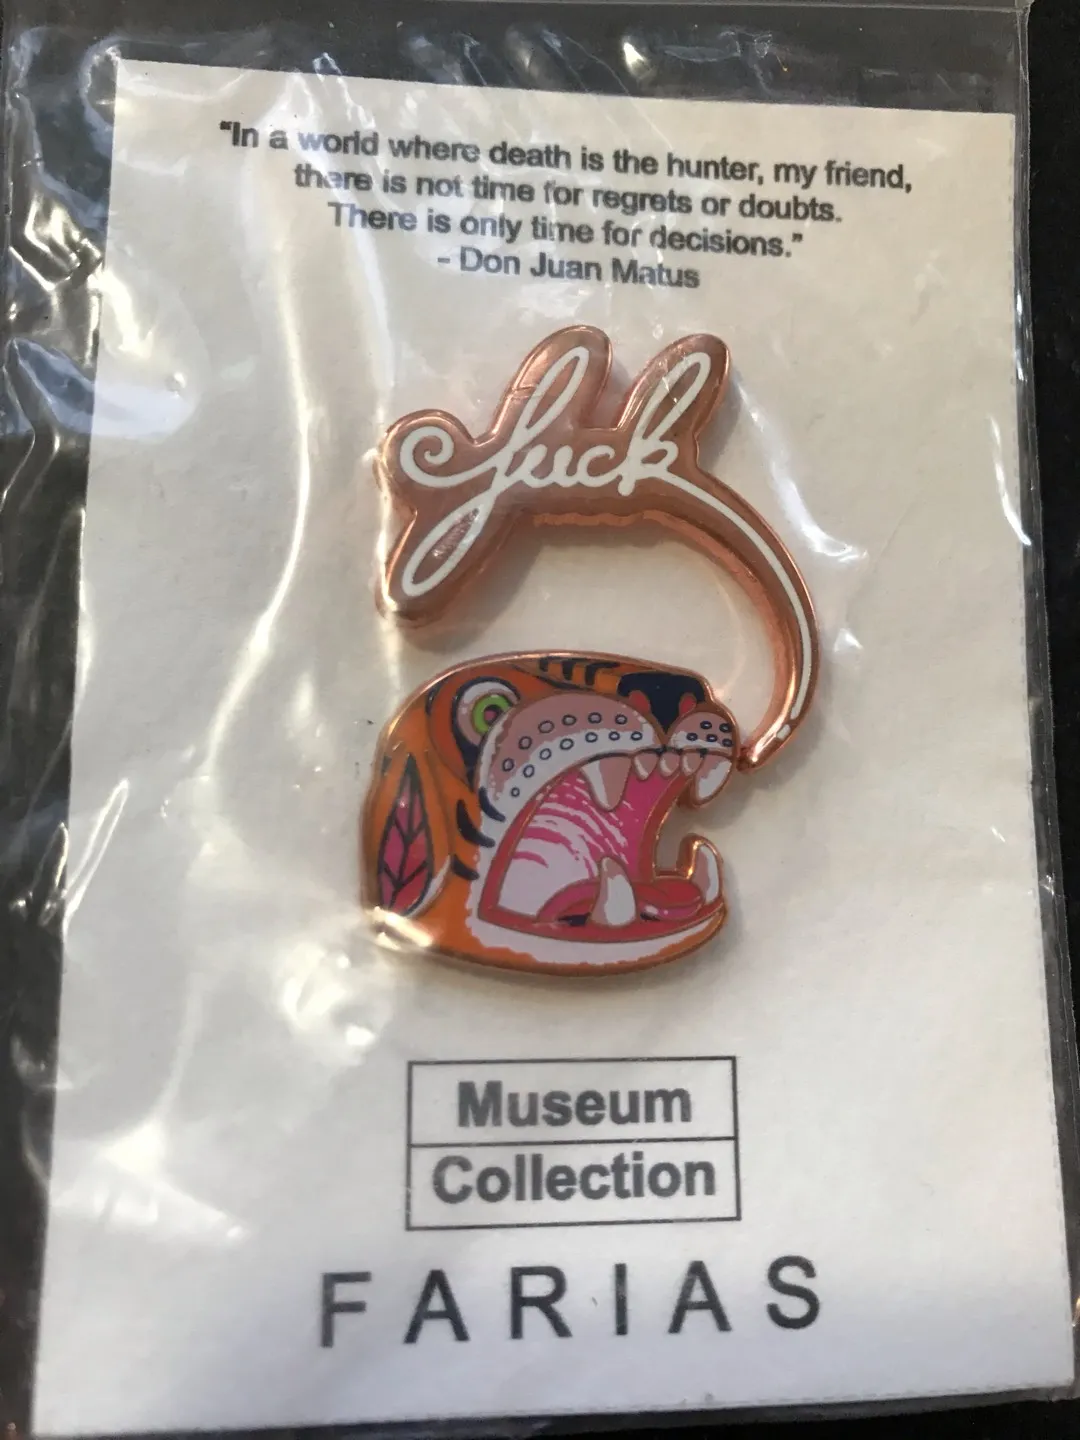 “In a world where death is the hunter, my friend,
there is not time for regrets or doubts.
There is only time for decisions.”
- Don Juan Matus
fuck
Museum
Collection
FARIAS